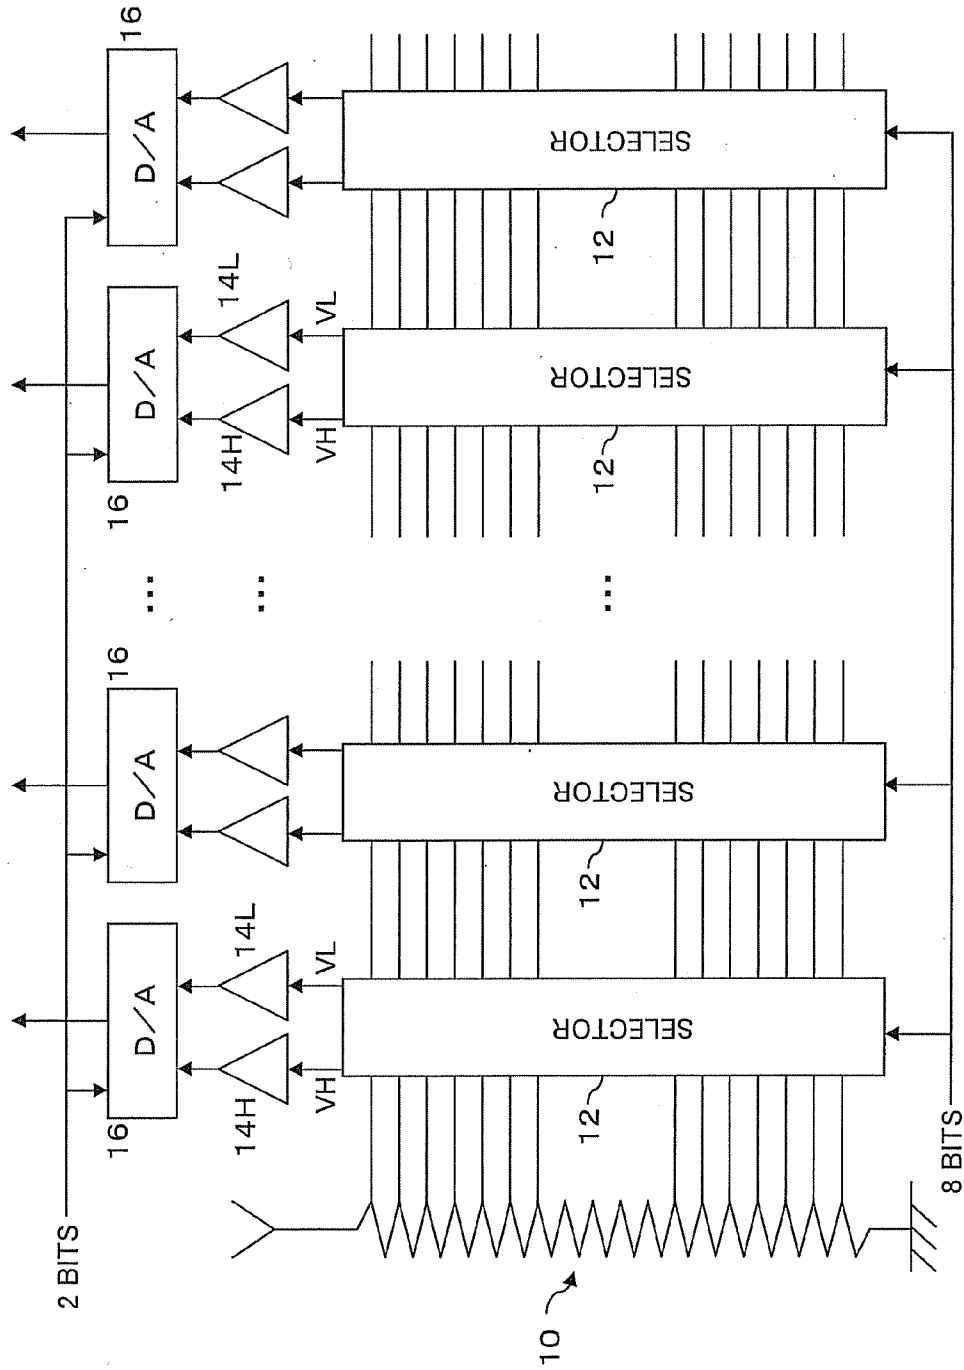 16
16
D/A
D/A
14L
14H
VL
VH
SELECTOR
SELECTOR
12
12
16
...
...
...
16
D/A
D/A
14L
14H
VL
VH
SELECTOR
SELECTOR
12
12
16
2 BITS
8 BITS
10